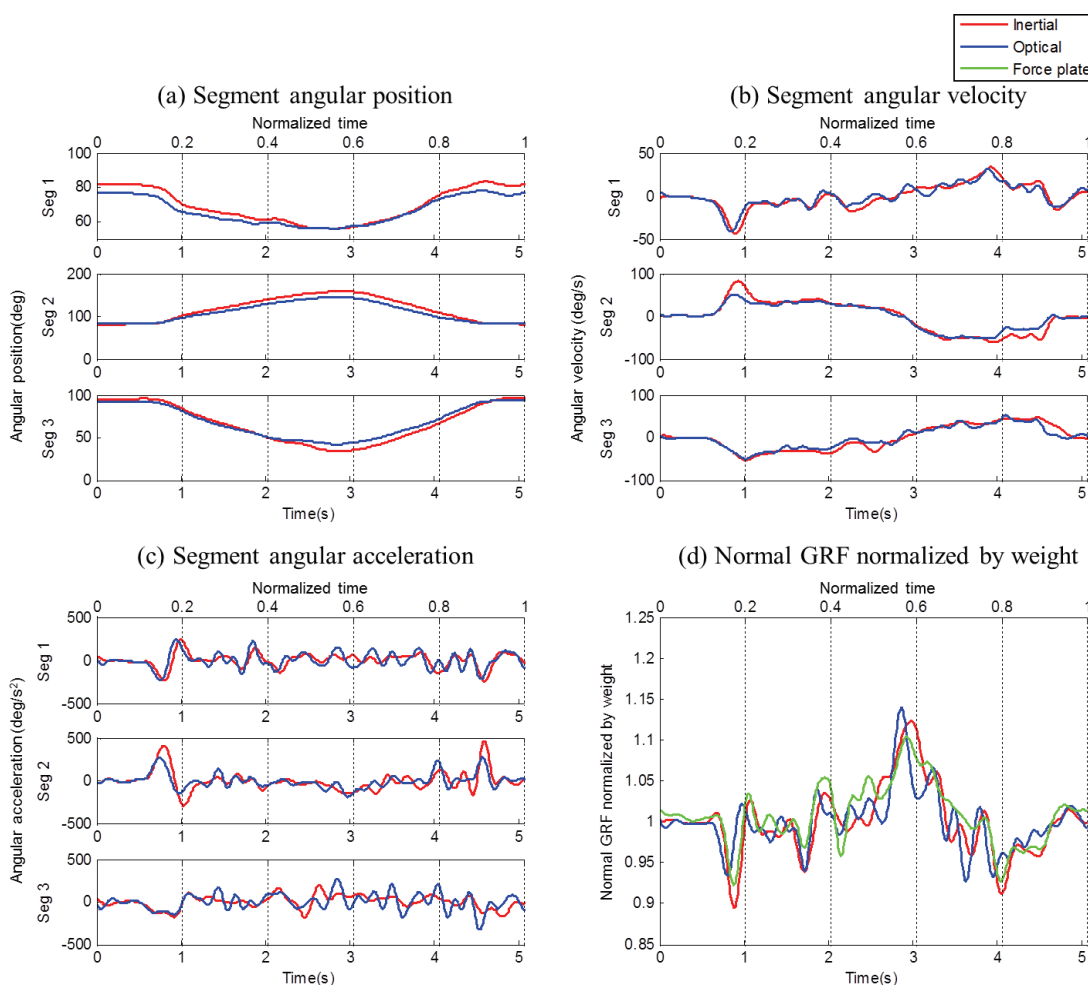 Inertial
Optical
Force plate
(a) Segment angular position
Normalized time
0 0.2 0.4 0.6 0.8 1
100
80
60
Seg 1
0 1 2 3 4 5
200
100
0
Seg 2
0 1 2 3 4 5
100
50
0
Seg 3
0 1 2 3 4 5
Angular position(deg)
Time(s)
(b) Segment angular velocity
Normalized time
0 0.2 0.4 0.6 0.8 1
50
0
-50
Seg 1
0 1 2 3 4 5
100
0
-100
Seg 2
0 1 2 3 4 5
100
0
-100
Seg 3
0 1 2 3 4 5
Angular velocity (deg/s)
Time(s)
(c) Segment angular acceleration
Normalized time
0 0.2 0.4 0.6 0.8 1
500
0
-500
Seg 1
0 1 2 3 4 5
500
0
-500
Seg 2
0 1 2 3 4 5
500
0
-500
Seg 3
0 1 2 3 4 5
Angular acceleration(deg/s²)
Time(s)
(d) Normal GRF normalized by weight
Normalized time
0 0.2 0.4 0.6 0.8 1
1.25
1.2
1.15
1.1
1.05
1
0.95
0.9
0.85
Normal GRF normalized by weight
0 1 2 3 4 5
Time(s)